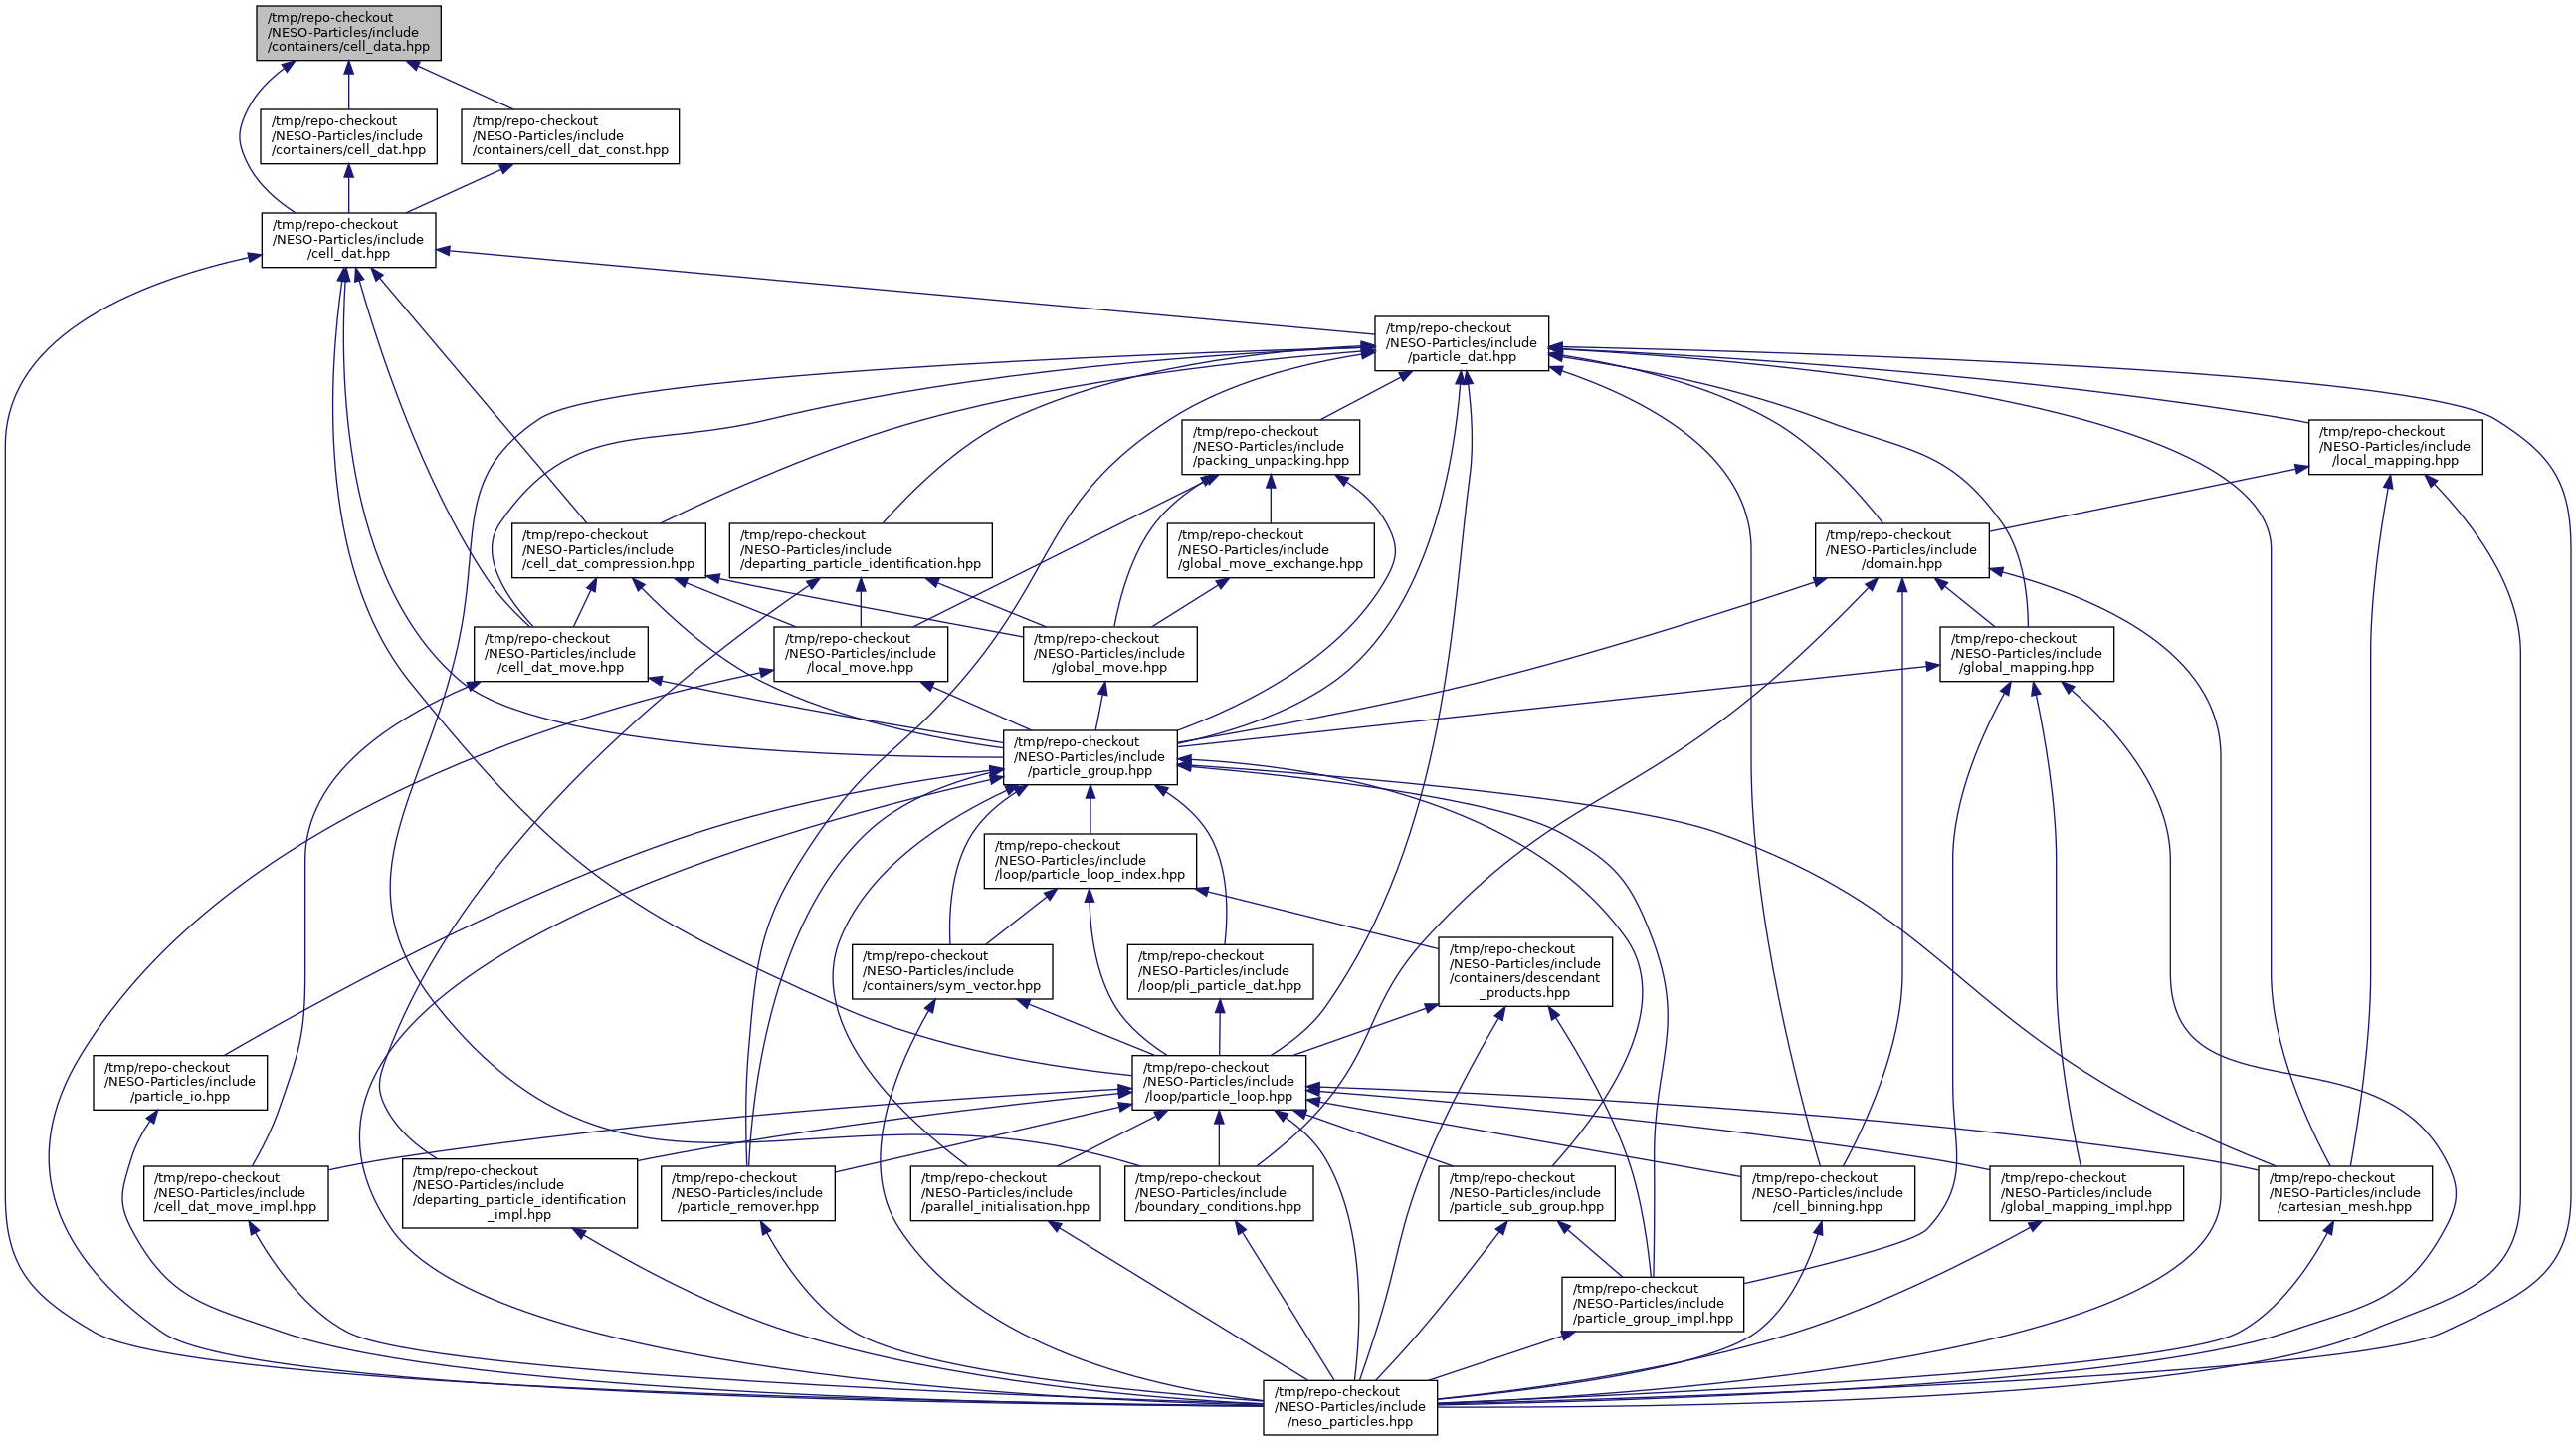 /tmp/repo-checkout
/NESO-Particles/include
/containers/cell_data.hpp
/tmp/repo-checkout
/NESO-Particles/include
/containers/cell_dat.hpp
/tmp/repo-checkout
/NESO-Particles/include
/containers/cell_dat_const.hpp
/tmp/repo-checkout
/NESO-Particles/include
/cell_dat.hpp
/tmp/repo-checkout
/NESO-Particles/include
/particle_dat.hpp
/tmp/repo-checkout
/NESO-Particles/include
/packing_unpacking.hpp
/tmp/repo-checkout
/NESO-Particles/include
/local_mapping.hpp
/tmp/repo-checkout
/NESO-Particles/include
/cell_dat_compression.hpp
/tmp/repo-checkout
/NESO-Particles/include
/departing_particle_identification.hpp
/tmp/repo-checkout
/NESO-Particles/include
/global_move_exchange.hpp
/tmp/repo-checkout
/NESO-Particles/include
/domain.hpp
/tmp/repo-checkout
/NESO-Particles/include
/cell_dat_move.hpp
/tmp/repo-checkout
/NESO-Particles/include
/local_move.hpp
/tmp/repo-checkout
/NESO-Particles/include
/global_move.hpp
/tmp/repo-checkout
/NESO-Particles/include
/global_mapping.hpp
/tmp/repo-checkout
/NESO-Particles/include
/particle_group.hpp
/tmp/repo-checkout
/NESO-Particles/include
/loop/particle_loop_index.hpp
/tmp/repo-checkout
/NESO-Particles/include
/containers/sym_vector.hpp
/tmp/repo-checkout
/NESO-Particles/include
/loop/pli_particle_dat.hpp
/tmp/repo-checkout
/NESO-Particles/include
/containers/descendant
_products.hpp
/tmp/repo-checkout
/NESO-Particles/include
/particle_io.hpp
/tmp/repo-checkout
/NESO-Particles/include
/loop/particle_loop.hpp
/tmp/repo-checkout
/NESO-Particles/include
/cell_dat_move_impl.hpp
/tmp/repo-checkout
/NESO-Particles/include
/departing_particle_identification
_impl.hpp
/tmp/repo-checkout
/NESO-Particles/include
/particle_remover.hpp
/tmp/repo-checkout
/NESO-Particles/include
/parallel_initialisation.hpp
/tmp/repo-checkout
/NESO-Particles/include
/boundary_conditions.hpp
/tmp/repo-checkout
/NESO-Particles/include
/particle_sub_group.hpp
/tmp/repo-checkout
/NESO-Particles/include
/cell_binning.hpp
/tmp/repo-checkout
/NESO-Particles/include
/global_mapping_impl.hpp
/tmp/repo-checkout
/NESO-Particles/include
/cartesian_mesh.hpp
/tmp/repo-checkout
/NESO-Particles/include
/particle_group_impl.hpp
/tmp/repo-checkout
/NESO-Particles/include
/neso_particles.hpp